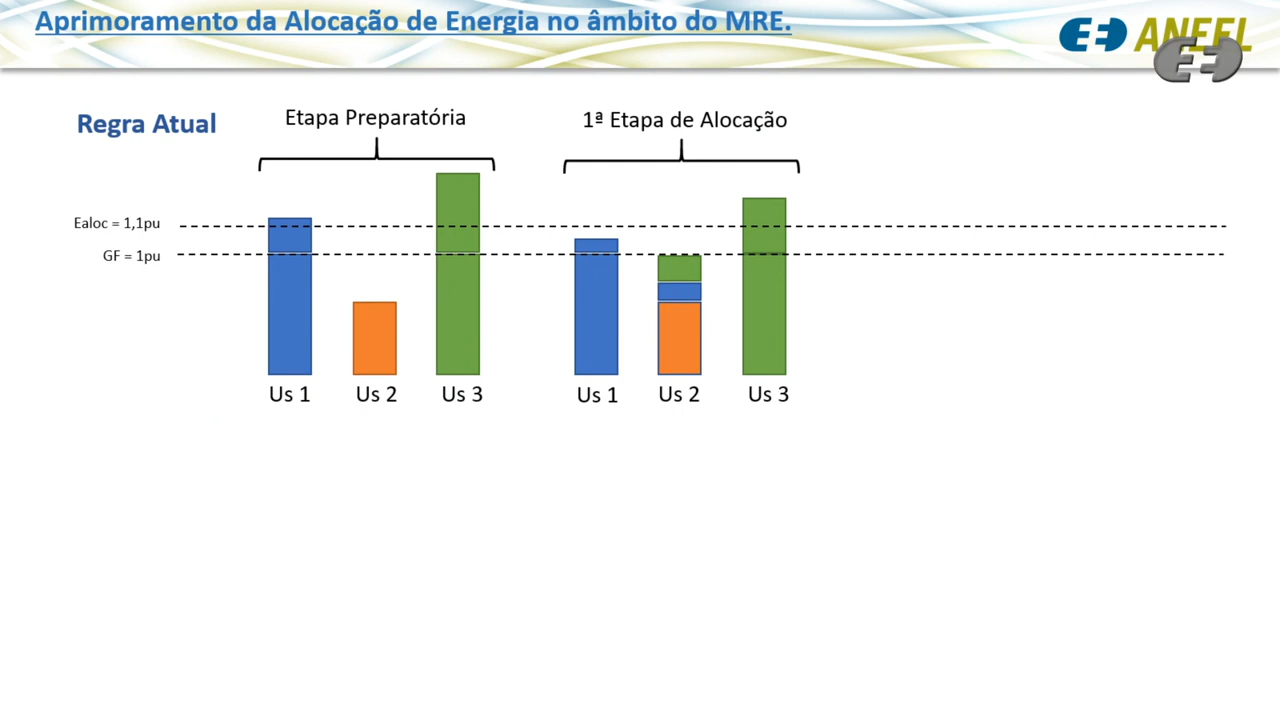 Aprimoramento da Alocação de Energia no âmbito do MRE.
ANEEL
Regra Atual
Etapa Preparatória
1ª Etapa de Alocação
Ealoc = 1,1pu
GF = 1pu
Us 1
Us 2
Us 3
Us 1
Us 2
Us 3